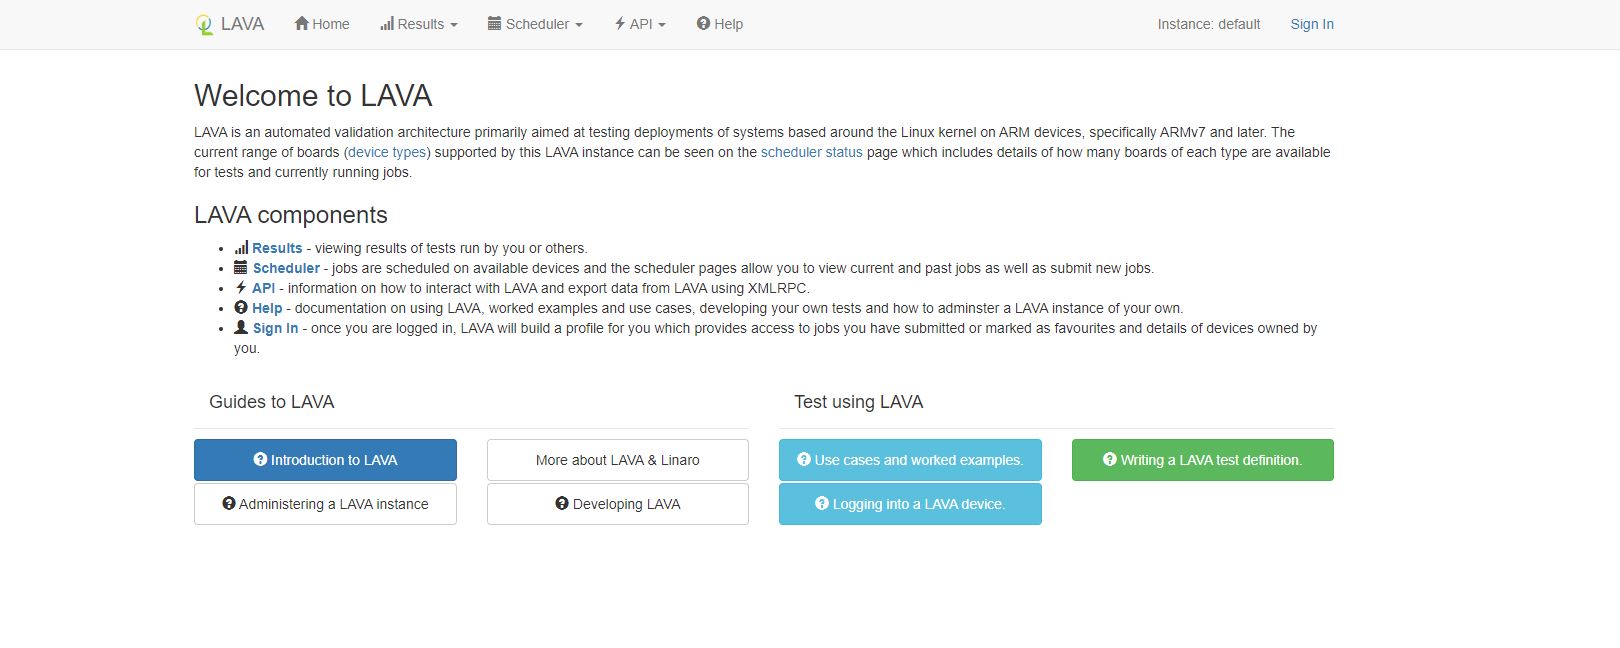 LAVA Home Results Scheduler API Help Instance: default Sign In
Welcome to LAVA
LAVA is an automated validation architecture primarily aimed at testing deployments of systems based around the Linux kernel on ARM devices, specifically ARMv7 and later. The
current range of boards (device types) supported by this LAVA instance can be seen on the scheduler status page which includes details of how many boards of each type are available
for tests and currently running jobs.
LAVA components
Results - viewing results of tests run by you or others.
Scheduler - jobs are scheduled on available devices and the scheduler pages allow you to view current and past jobs as well as submit new jobs.
API - information on how to interact with LAVA and export data from LAVA using XMLRPC.
Help - documentation on using LAVA, worked examples and use cases, developing your own tests and how to adminster a LAVA instance of your own.
Sign In - once you are logged in, LAVA will build a profile for you which provides access to jobs you have submitted or marked as favourites and details of devices owned by
you.
Guides to LAVA
Introduction to LAVA
More about LAVA & Linaro
Administering a LAVA instance
Developing LAVA
Test using LAVA
Use cases and worked examples.
Writing a LAVA test definition.
Logging into a LAVA device.